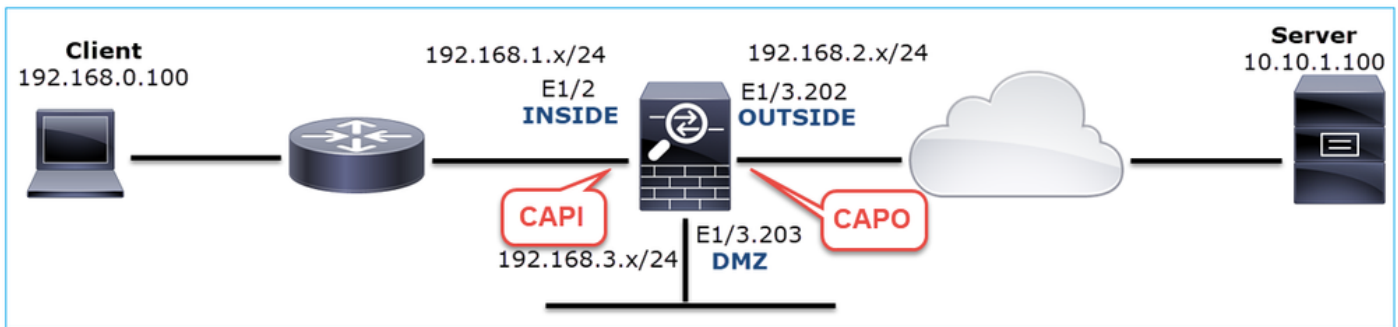 Client
192.168.0.100
192.168.1.x/24
E1/2
INSIDE
CAPI
192.168.2.x/24
E1/3.202
OUTSIDE
CAPO
E1/3.203
192.168.3.x/24
DMZ
Server
10.10.1.100